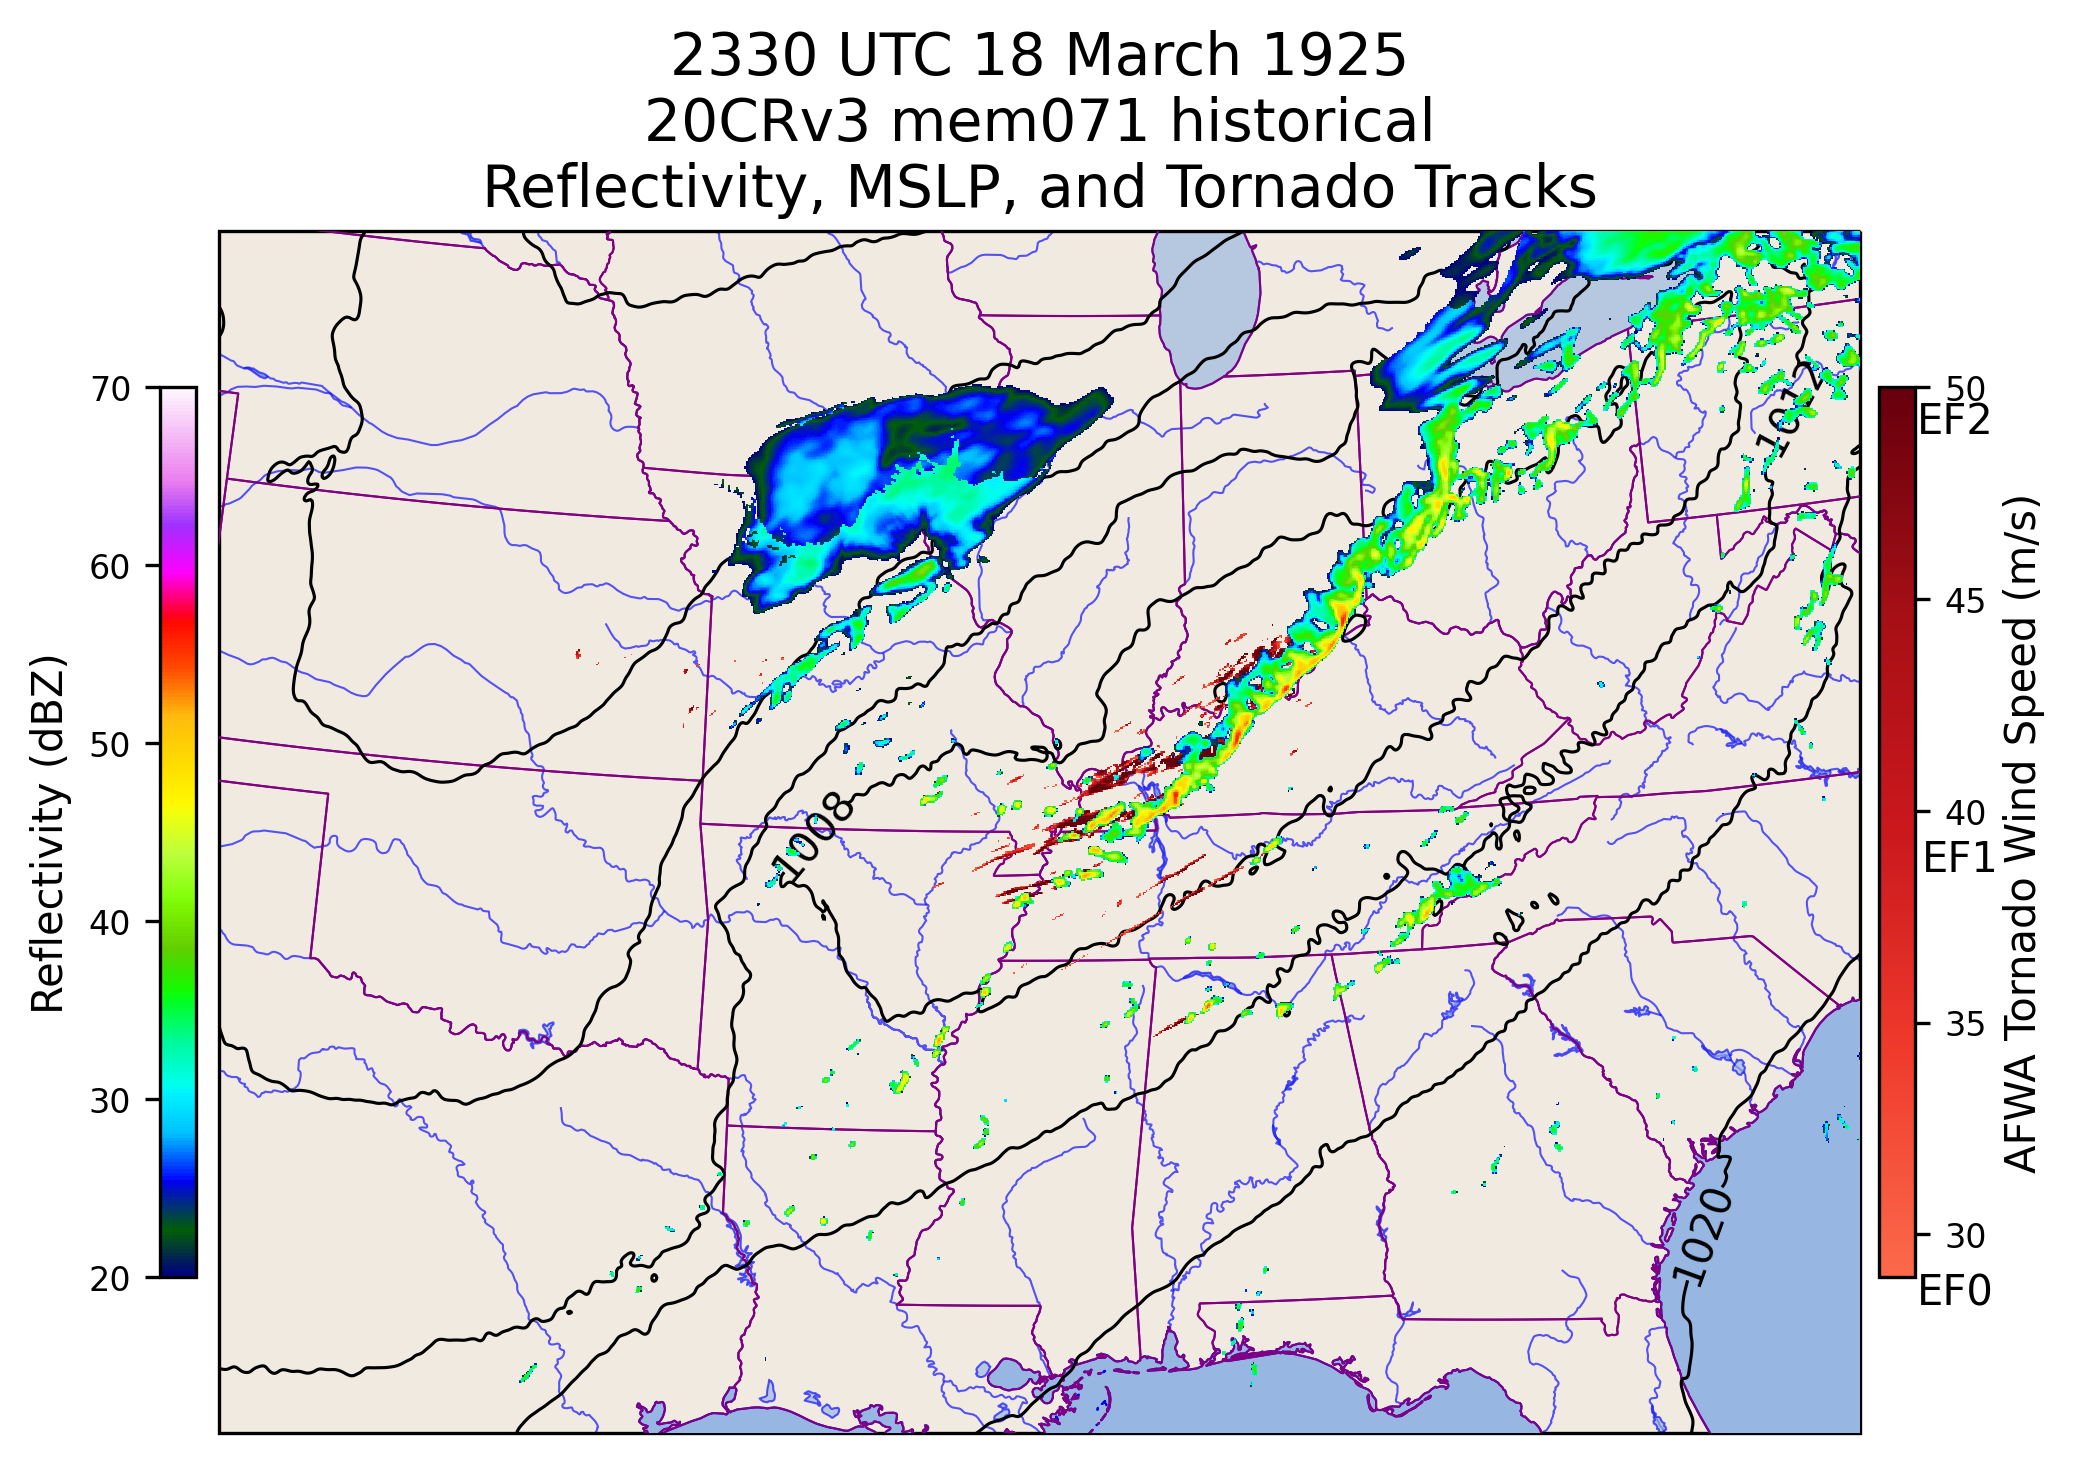 2330 UTC 18 March 1925
20CRv3 mem071 historical
Reflectivity, MSLP, and Tornado Tracks
Reflectivity (dBZ)
70
60
50
40
30
20
1008
1012
1020
50
EF2
45
40
EF1
35
30
EF0
AFWA Tornado Wind Speed (m/s)